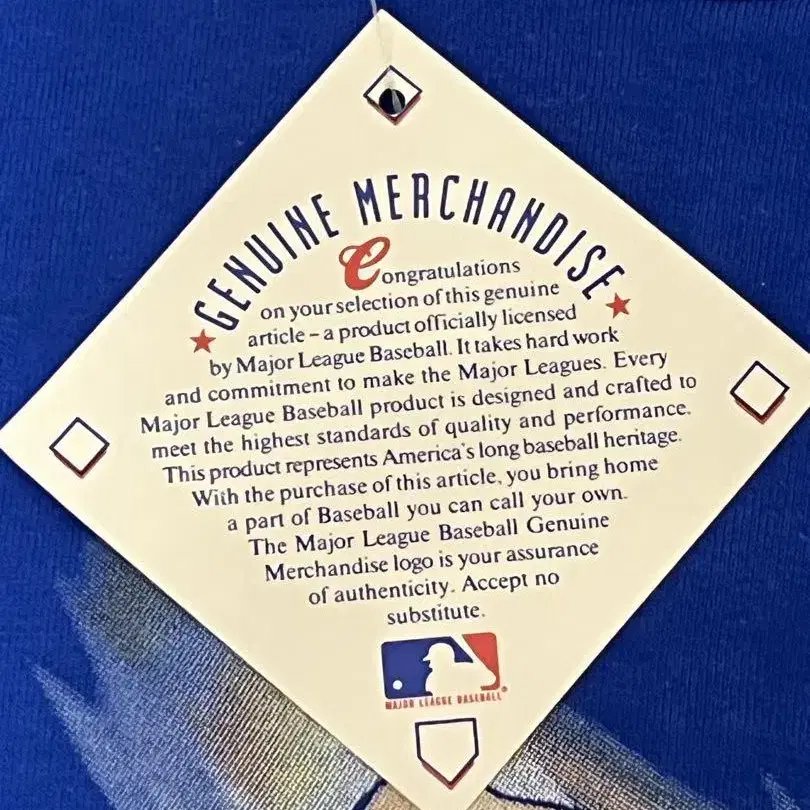 GENUINE MERCHANDISE
Congratulations
on your selection of this genuine
article – a product officially licensed
by Major League Baseball. It takes hard work
and commitment to make the Major Leagues. Every
Major League Baseball product is designed and crafted to
meet the highest standards of quality and performance.
This product represents America's long baseball heritage.
With the purchase of this article, you bring home
a part of Baseball you can call your own.
The Major League Baseball Genuine
Merchandise logo is your assurance
of authenticity. Accept no
substitute.
MAJOR LEAGUE BASEBALL®